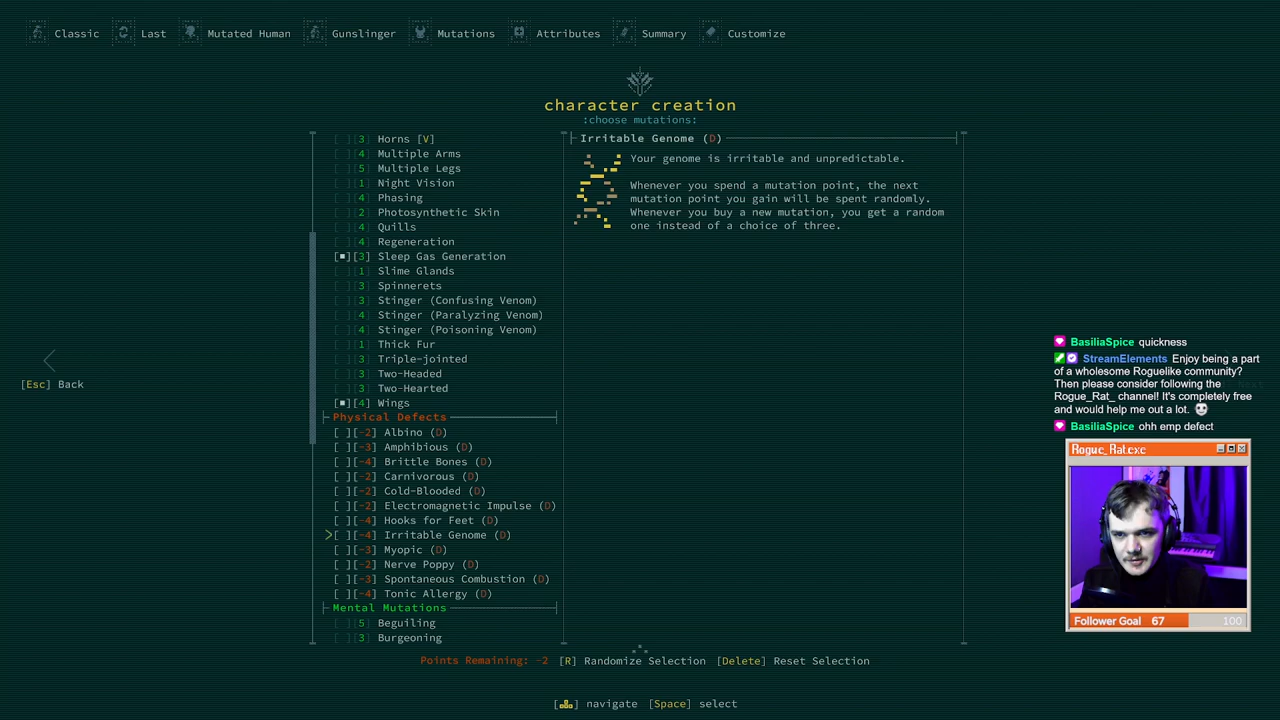 Classic Last Mutated Human Gunslinger Mutations Attributes Summary Customize
character creation
:choose mutations:
[ ][3] Horns [V]
[ ][4] Multiple Arms
[ ][5] Multiple Legs
[ ][1] Night Vision
[ ][4] Phasing
[ ][2] Photosynthetic Skin
[ ][4] Quills
[ ][4] Regeneration
[■][3] Sleep Gas Generation
[ ][1] Slime Glands
[ ][3] Spinnerets
[ ][3] Stinger (Confusing Venom)
[ ][4] Stinger (Paralyzing Venom)
[ ][4] Stinger (Poisoning Venom)
[ ][1] Thick Fur
[ ][3] Triple-jointed
[ ][3] Two-Headed
[ ][3] Two-Hearted
[■][4] Wings
Physical Defects
[ ][-2] Albino (D)
[ ][-3] Amphibious (D)
[ ][-4] Brittle Bones (D)
[ ][-2] Carnivorous (D)
[ ][-2] Cold-Blooded (D)
[ ][-2] Electromagnetic Impulse (D)
[ ][-4] Hooks for Feet (D)
>[ ][-4] Irritable Genome (D)
[ ][-3] Myopic (D)
[ ][-2] Nerve Poppy (D)
[ ][-3] Spontaneous Combustion (D)
[ ][-4] Tonic Allergy (D)
Mental Mutations
[ ][5] Beguiling
[ ][3] Burgeoning
Irritable Genome (D)
Your genome is irritable and unpredictable.
Whenever you spend a mutation point, the next
mutation point you gain will be spent randomly.
Whenever you buy a new mutation, you get a random
one instead of a choice of three.
[Esc] Back
BasiliaSpice quickness
StreamElements Enjoy being a part
of a wholesome Roguelike community?
Then please consider following the
Rogue_Rat_ channel! It's completely free
and would help me out a lot.
BasiliaSpice ohh emp defect
Rogue_Rat.exe
Follower Goal 67 100
Points Remaining: -2 [R] Randomize Selection [Delete] Reset Selection
navigate [Space] select